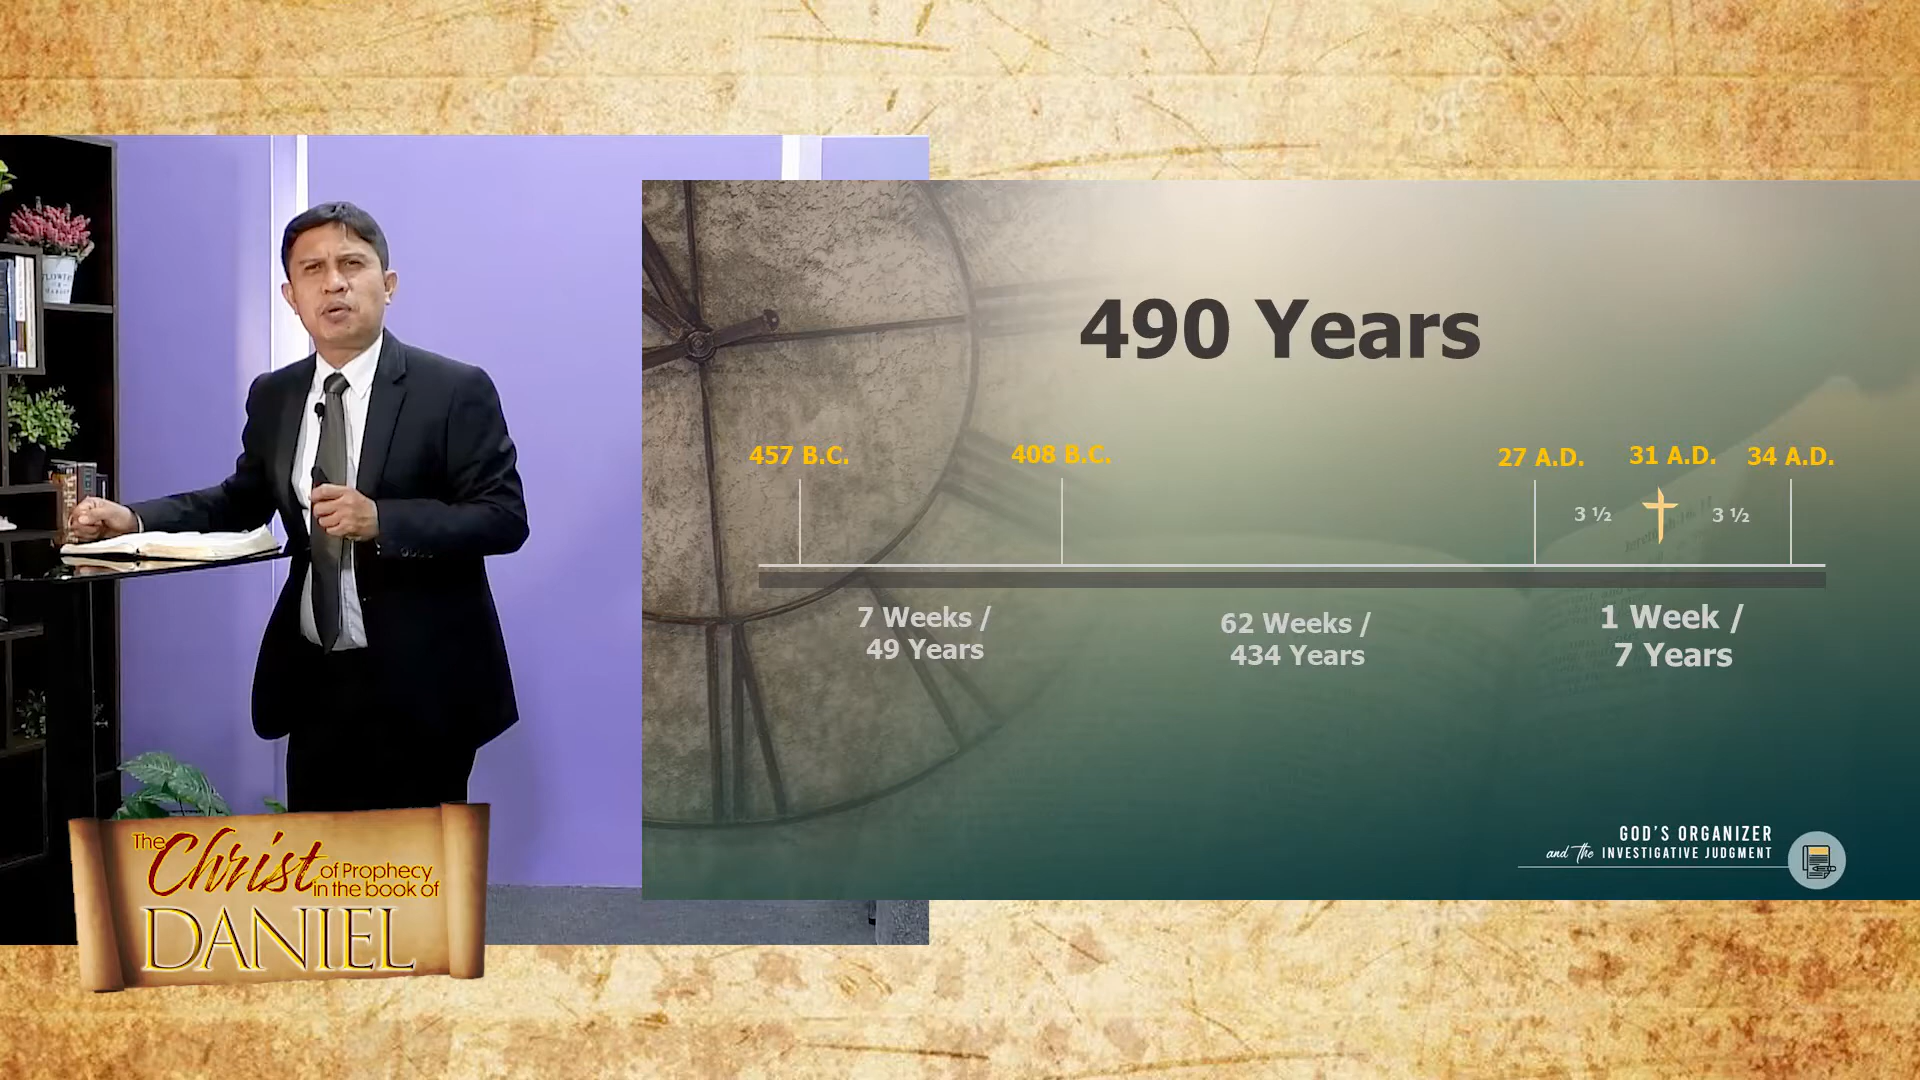 490 Years
457 B.C.
408 B.C.
27 A.D.
31 A.D.
34 A.D.
3 ½
3 ½
7 Weeks /
49 Years
62 Weeks /
434 Years
1 Week /
7 Years
GOD'S ORGANIZER
and the INVESTIGATIVE JUDGMENT
The Christ of Prophecy
in the book of
DANIEL